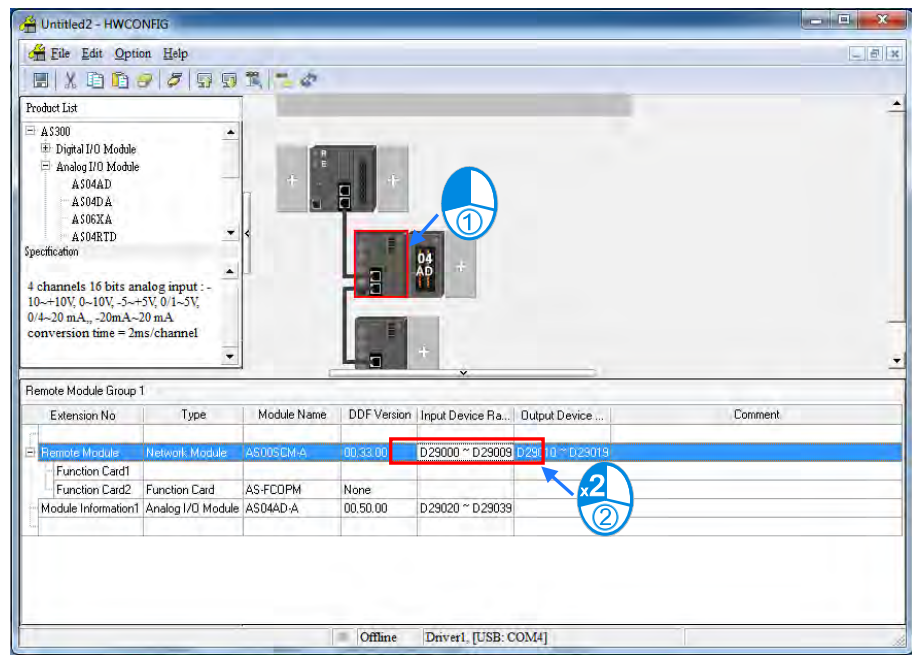 Untitled2 - HWCONFIG
File Edit Option Help
Product List
AS300
Digital I/O Module
Analog I/O Module
AS04AD
AS04DA
AS06XA
AS04RTD
Specification
4 channels 16 bits analog input : -
10~+10V, 0~10V, -5~+5V, 0/1~5V,
0/4~20 mA,, -20mA~20 mA
conversion time = 2ms/channel
R
E
04
AD
①
Remote Module Group 1
Extension No Type Module Name DDF Version Input Device Ra... Output Device ... Comment
Remote Module Network Module AS00SCM-A 00.33.00 D29000 ~ D29009 D29010 ~ D29019
Function Card1
Function Card2 Function Card AS-FCOPM None
Module Information1 Analog I/O Module AS04AD-A 00.50.00 D29020 ~ D29039
x2
②
Offline Driver1, [USB: COM4]